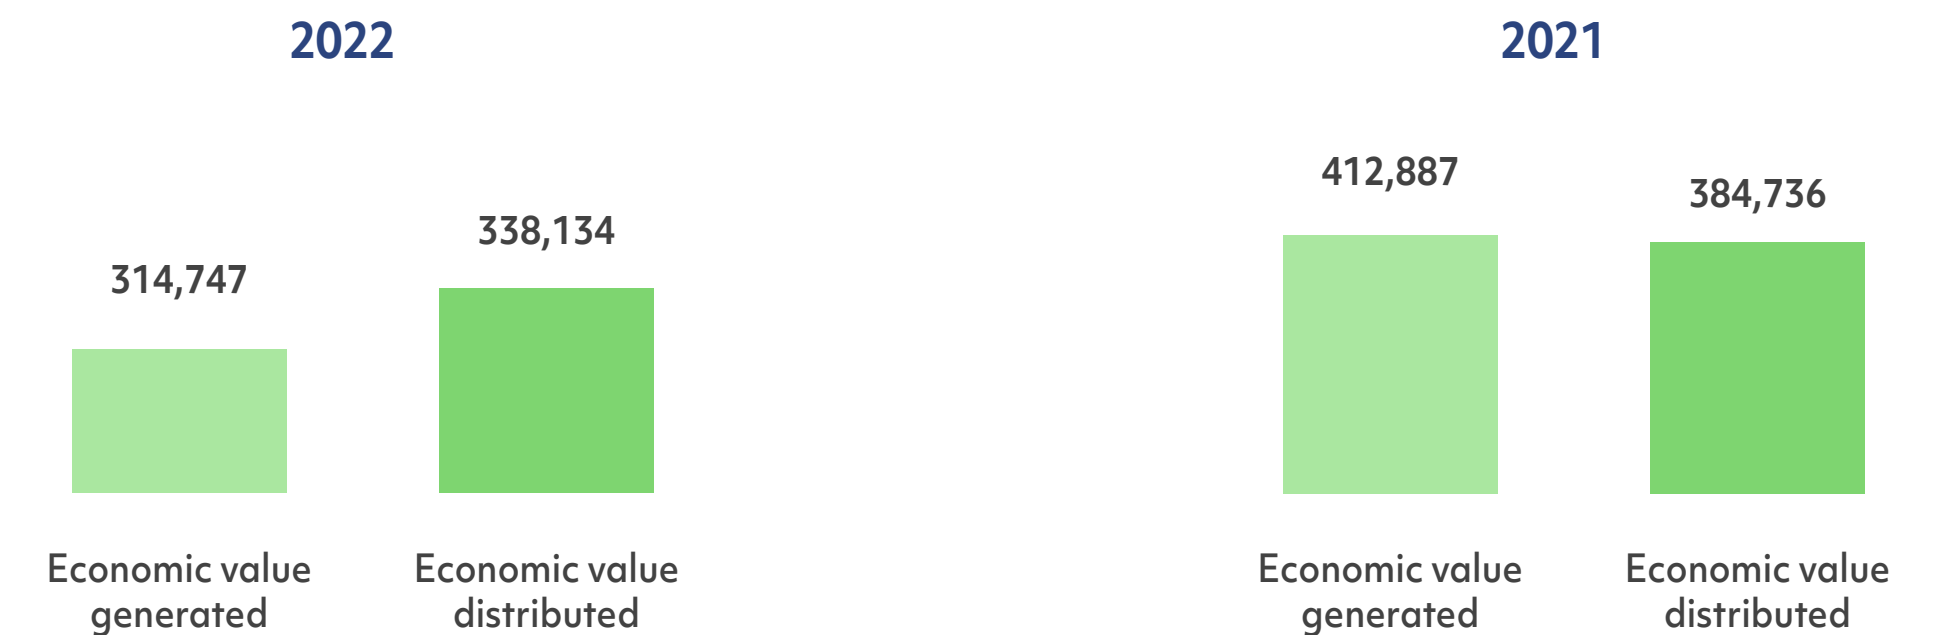 2022
314,747
338,134
Economic value
generated
Economic value
distributed
2021
412,887
384,736
Economic value
generated
Economic value
distributed